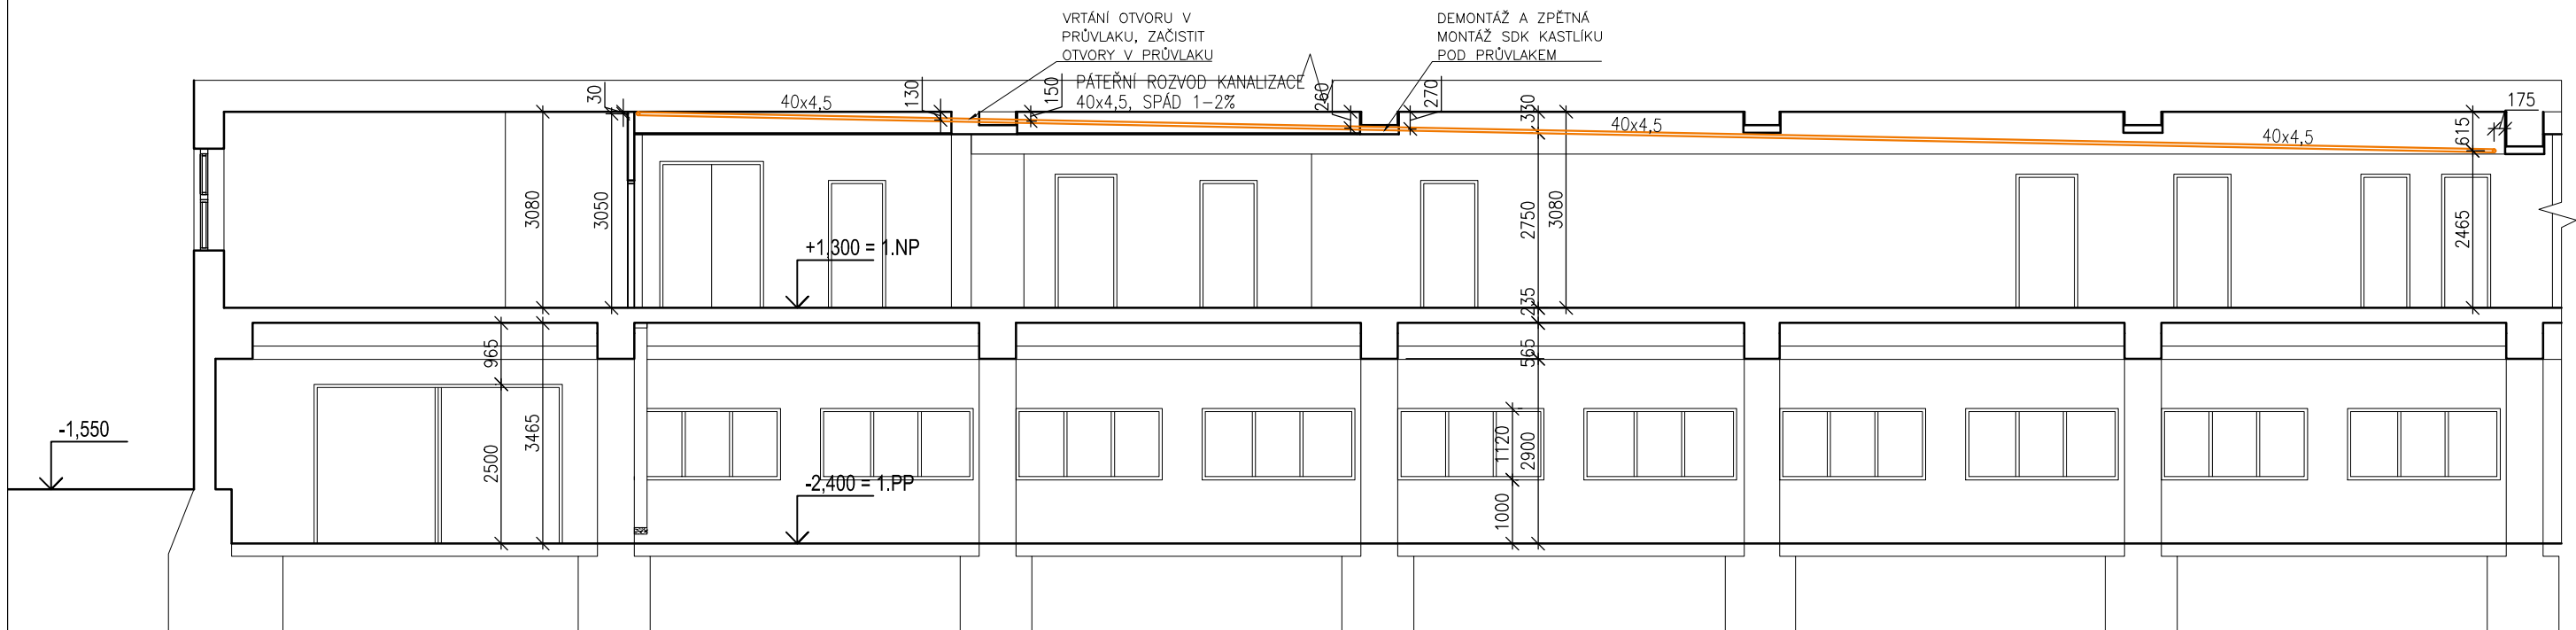 VRTÁNÍ OTVORU V
PRŮVLAKU, ZAČISTIT
OTVORY V PRŮVLAKU
DEMONTÁŽ A ZPĚTNÁ
MONTÁŽ SDK KASTLÍKU
POD PRŮVLAKEM
PÁTEŘNÍ ROZVOD KANALIZACE
40x4,5, SPÁD 1-2%
30
40x4,5
130
150
260
270
330
40x4,5
40x4,5
615
175
3080
3050
2750
3080
2465
+1,300 = 1.NP
235
965
565
-1,550
2500
3465
1120
2900
1000
-2,400 = 1.PP